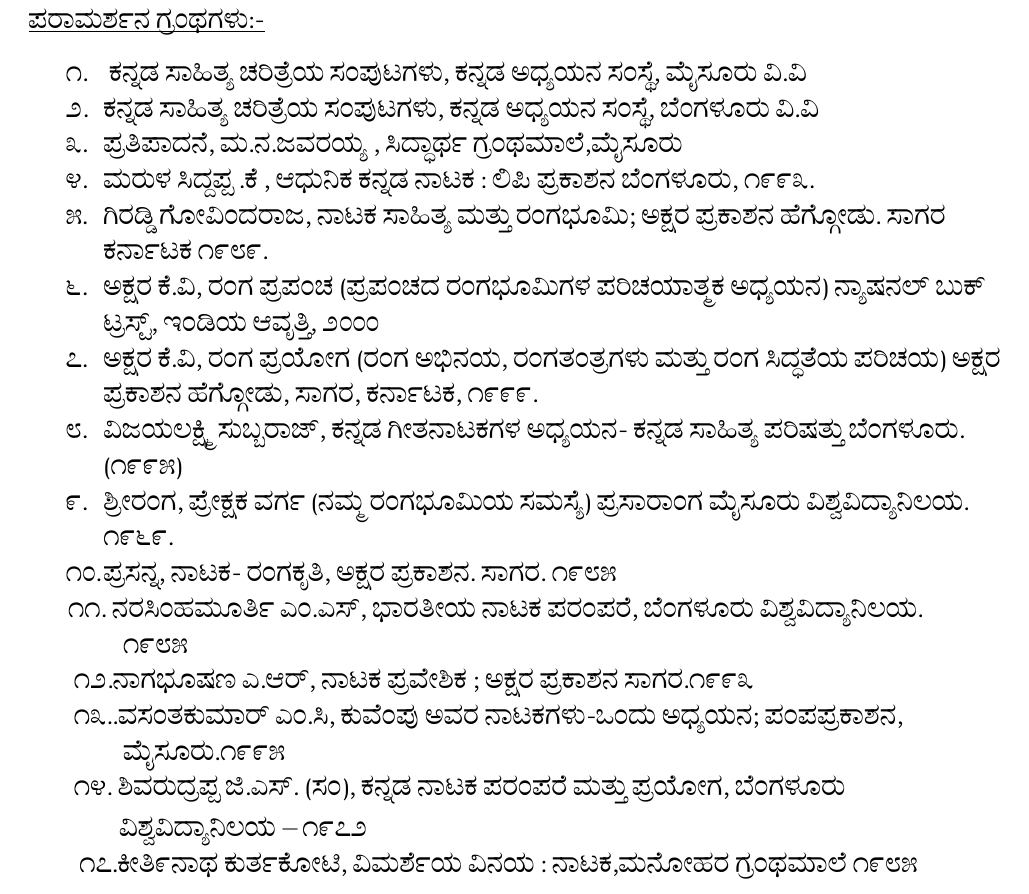 ಪರಾಮರ್ಶನ ಗ್ರಂಥಗಳು:-
೧. ಕನ್ನಡ ಸಾಹಿತ್ಯ ಚರಿತ್ರೆಯ ಸಂಪುಟಗಳು, ಕನ್ನಡ ಅಧ್ಯಯನ ಸಂಸ್ಥೆ, ಮೈಸೂರು ವಿ.ವಿ
೨. ಕನ್ನಡ ಸಾಹಿತ್ಯ ಚರಿತ್ರೆಯ ಸಂಪುಟಗಳು, ಕನ್ನಡ ಅಧ್ಯಯನ ಸಂಸ್ಥೆ, ಬೆಂಗಳೂರು ವಿ.ವಿ
೩. ಪ್ರತಿಪಾದನೆ, ಮ.ನ.ಜವರಯ್ಯ , ಸಿದ್ಧಾರ್ಥ ಗ್ರಂಥಮಾಲೆ,ಮೈಸೂರು
೪. ಮರುಳ ಸಿದ್ದಪ್ಪ .ಕೆ , ಆಧುನಿಕ ಕನ್ನಡ ನಾಟಕ : ಲಿಪಿ ಪ್ರಕಾಶನ ಬೆಂಗಳೂರು, ೧೯೯೩.
೫. ಗಿರಡ್ಡಿ ಗೋವಿಂದರಾಜ, ನಾಟಕ ಸಾಹಿತ್ಯ ಮತ್ತು ರಂಗಭೂಮಿ; ಅಕ್ಷರ ಪ್ರಕಾಶನ ಹೆಗ್ಗೋಡು. ಸಾಗರ
ಕರ್ನಾಟಕ ೧೯೮೯.
೬. ಅಕ್ಷರ ಕೆ.ವಿ, ರಂಗ ಪ್ರಪಂಚ (ಪ್ರಪಂಚದ ರಂಗಭೂಮಿಗಳ ಪರಿಚಯಾತ್ಮಕ ಅಧ್ಯಯನ) ನ್ಯಾಷನಲ್ ಬುಕ್
ಟ್ರಸ್ಟ್, ಇಂಡಿಯ ಆವೃತ್ತಿ, ೨೦೦೦
೭. ಅಕ್ಷರ ಕೆ.ವಿ, ರಂಗ ಪ್ರಯೋಗ (ರಂಗ ಅಭಿನಯ, ರಂಗತಂತ್ರಗಳು ಮತ್ತು ರಂಗ ಸಿದ್ಧತೆಯ ಪರಿಚಯ) ಅಕ್ಷರ
ಪ್ರಕಾಶನ ಹೆಗ್ಗೋಡು, ಸಾಗರ, ಕರ್ನಾಟಕ, ೧೯೯೯.
೮. ವಿಜಯಲಕ್ಷ್ಮಿ ಸುಬ್ಬರಾಜ್, ಕನ್ನಡ ಗೀತನಾಟಕಗಳ ಅಧ್ಯಯನ- ಕನ್ನಡ ಸಾಹಿತ್ಯ ಪರಿಷತ್ತು ಬೆಂಗಳೂರು.
(೧೯೯೫)
೯. ಶ್ರೀರಂಗ, ಪ್ರೇಕ್ಷಕ ವರ್ಗ (ನಮ್ಮ ರಂಗಭೂಮಿಯ ಸಮಸ್ಯೆ) ಪ್ರಸಾರಾಂಗ ಮೈಸೂರು ವಿಶ್ವವಿದ್ಯಾನಿಲಯ.
೧೯೬೯.
೧೦.ಪ್ರಸನ್ನ, ನಾಟಕ- ರಂಗಕೃತಿ, ಅಕ್ಷರ ಪ್ರಕಾಶನ. ಸಾಗರ. ೧೯೮೫
೧೧. ನರಸಿಂಹಮೂರ್ತಿ ಎಂ.ಎಸ್, ಭಾರತೀಯ ನಾಟಕ ಪರಂಪರೆ, ಬೆಂಗಳೂರು ವಿಶ್ವವಿದ್ಯಾನಿಲಯ.
೧೯೮೫
೧೨.ನಾಗಭೂಷಣ ಎ.ಆರ್, ನಾಟಕ ಪ್ರವೇಶಿಕ ; ಅಕ್ಷರ ಪ್ರಕಾಶನ ಸಾಗರ.೧೯೯೩
೧೩..ವಸಂತಕುಮಾರ್ ಎಂ.ಸಿ, ಕುವೆಂಪು ಅವರ ನಾಟಕಗಳು-ಒಂದು ಅಧ್ಯಯನ; ಪಂಪಪ್ರಕಾಶನ,
ಮೈಸೂರು.೧೯೯೫
೧೪. ಶಿವರುದ್ರಪ್ಪ ಜಿ.ಎಸ್. (ಸಂ), ಕನ್ನಡ ನಾಟಕ ಪರಂಪರೆ ಮತ್ತು ಪ್ರಯೋಗ, ಬೆಂಗಳೂರು
ವಿಶ್ವವಿದ್ಯಾನಿಲಯ – ೧೯೭೨
೧೭.ಕೀತಿ೯ನಾಥ ಕುರ್ತಕೋಟಿ, ವಿಮರ್ಶೆಯ ವಿನಯ : ನಾಟಕ,ಮನೋಹರ ಗ್ರಂಥಮಾಲೆ ೧೯೮೫